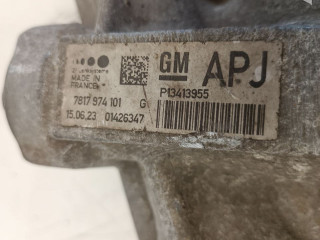 MADE IN
FRANCE
GM APJ
P13413955
7817 974 101 G
15.06.23 01426347